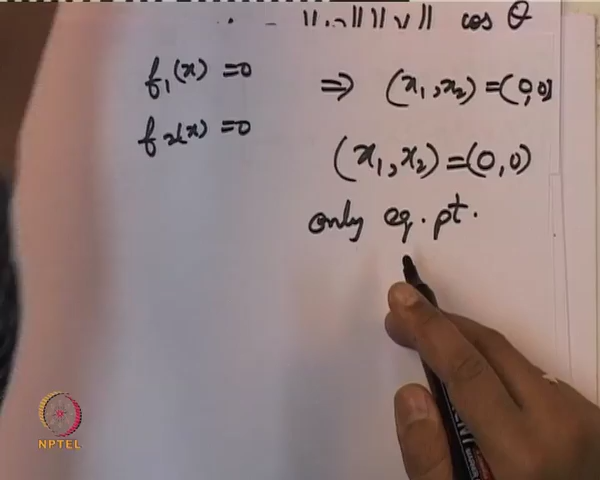 || v || cos θ
f₁(x) = 0 ⇒ (x₁, x₂) = (0, 0)
f₂(x) = 0
(x₁, x₂) = (0, 0)
only eq. pt.
NPTEL